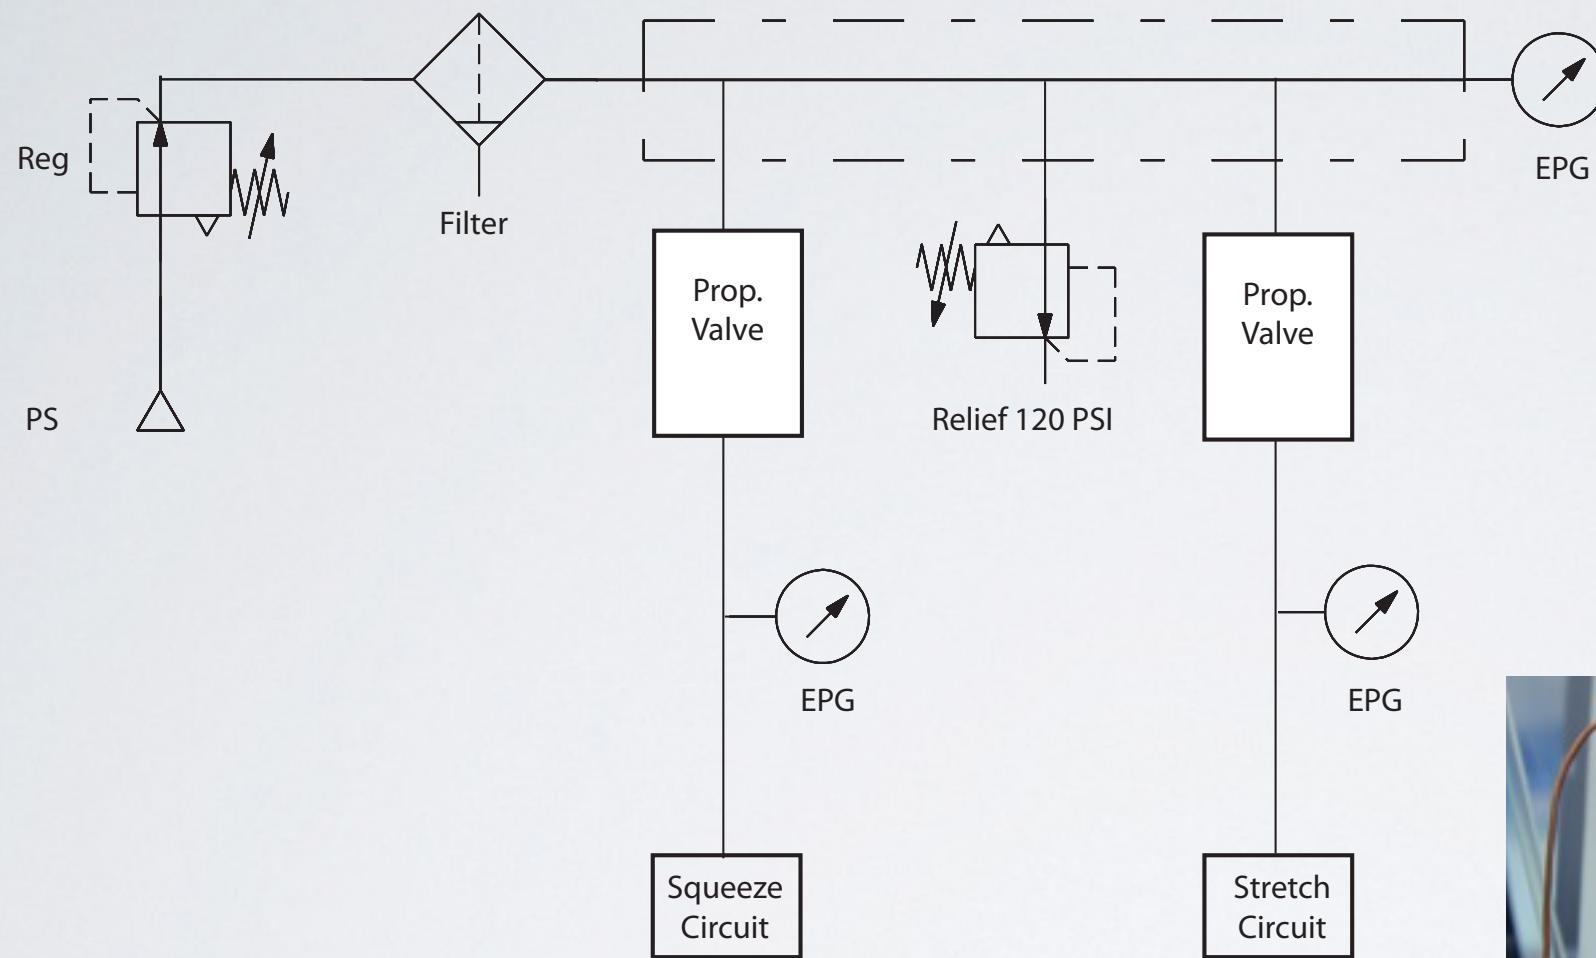 Reg
Filter
EPG
Prop.
Valve
Prop.
Valve
PS
Relief 120 PSI
EPG
EPG
Squeeze
Circuit
Stretch
Circuit